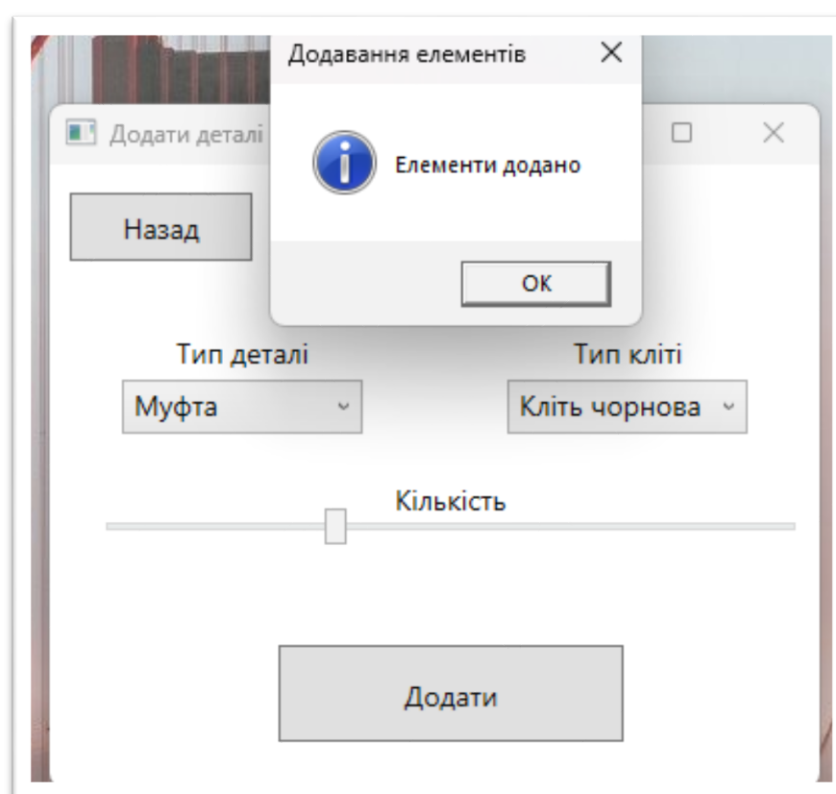 Додавання елементів
Додати деталі
Елементи додано
Назад
OK
Тип деталі
Тип кліті
Муфта
Кліть чорнова
Кількість
Додати